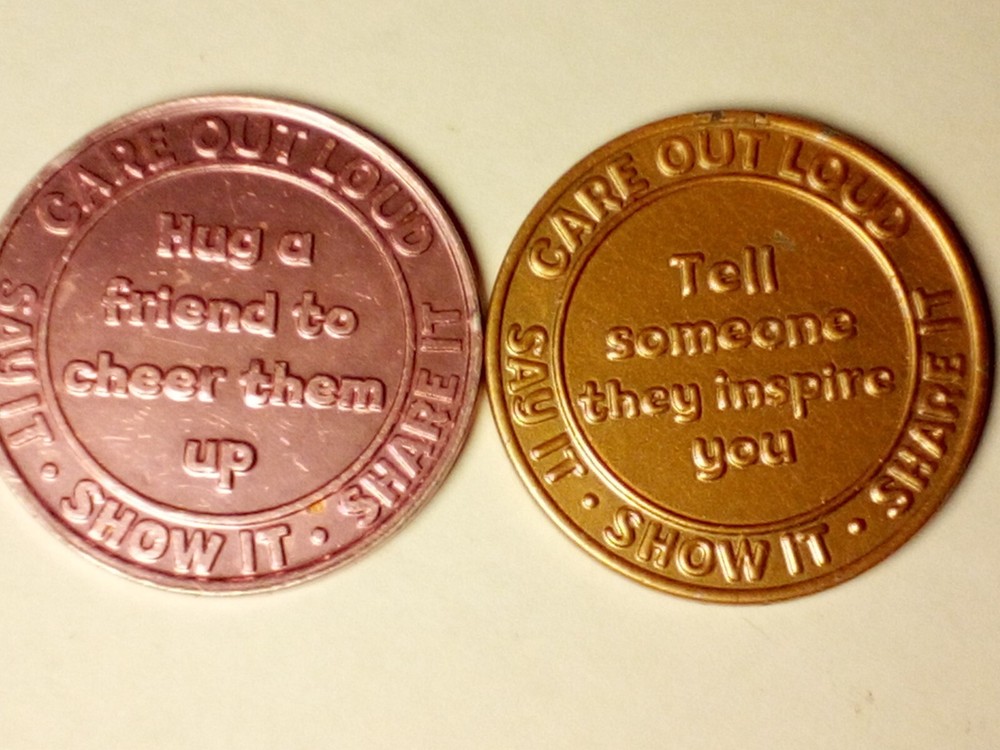 CARE OUT LOUD
Hug a
friend to
cheer them
up
SAY IT • SHOW IT • SHARE IT
CARE OUT LOUD
Tell
someone
they inspire
you
SAY IT • SHOW IT • SHARE IT